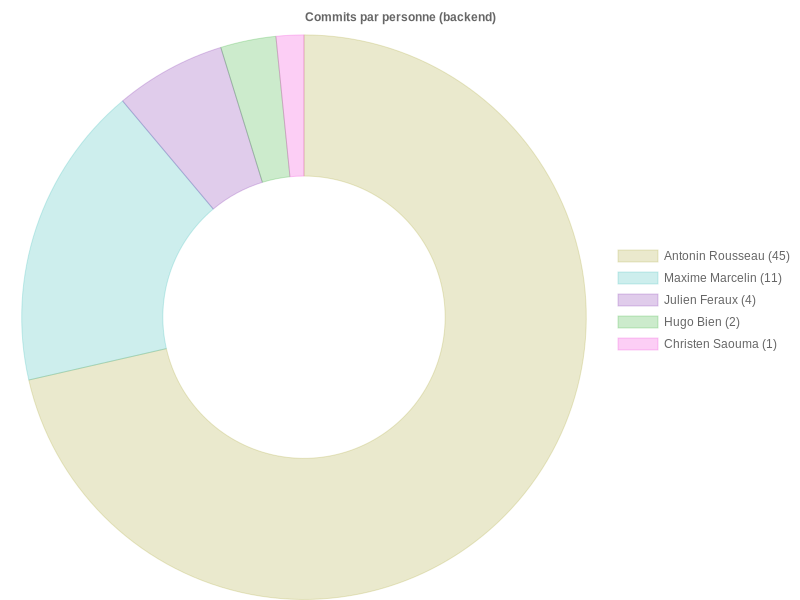 Commits par personne (backend)
Antonin Rousseau (45)
Maxime Marcelin (11)
Julien Feraux (4)
Hugo Bien (2)
Christen Saouma (1)